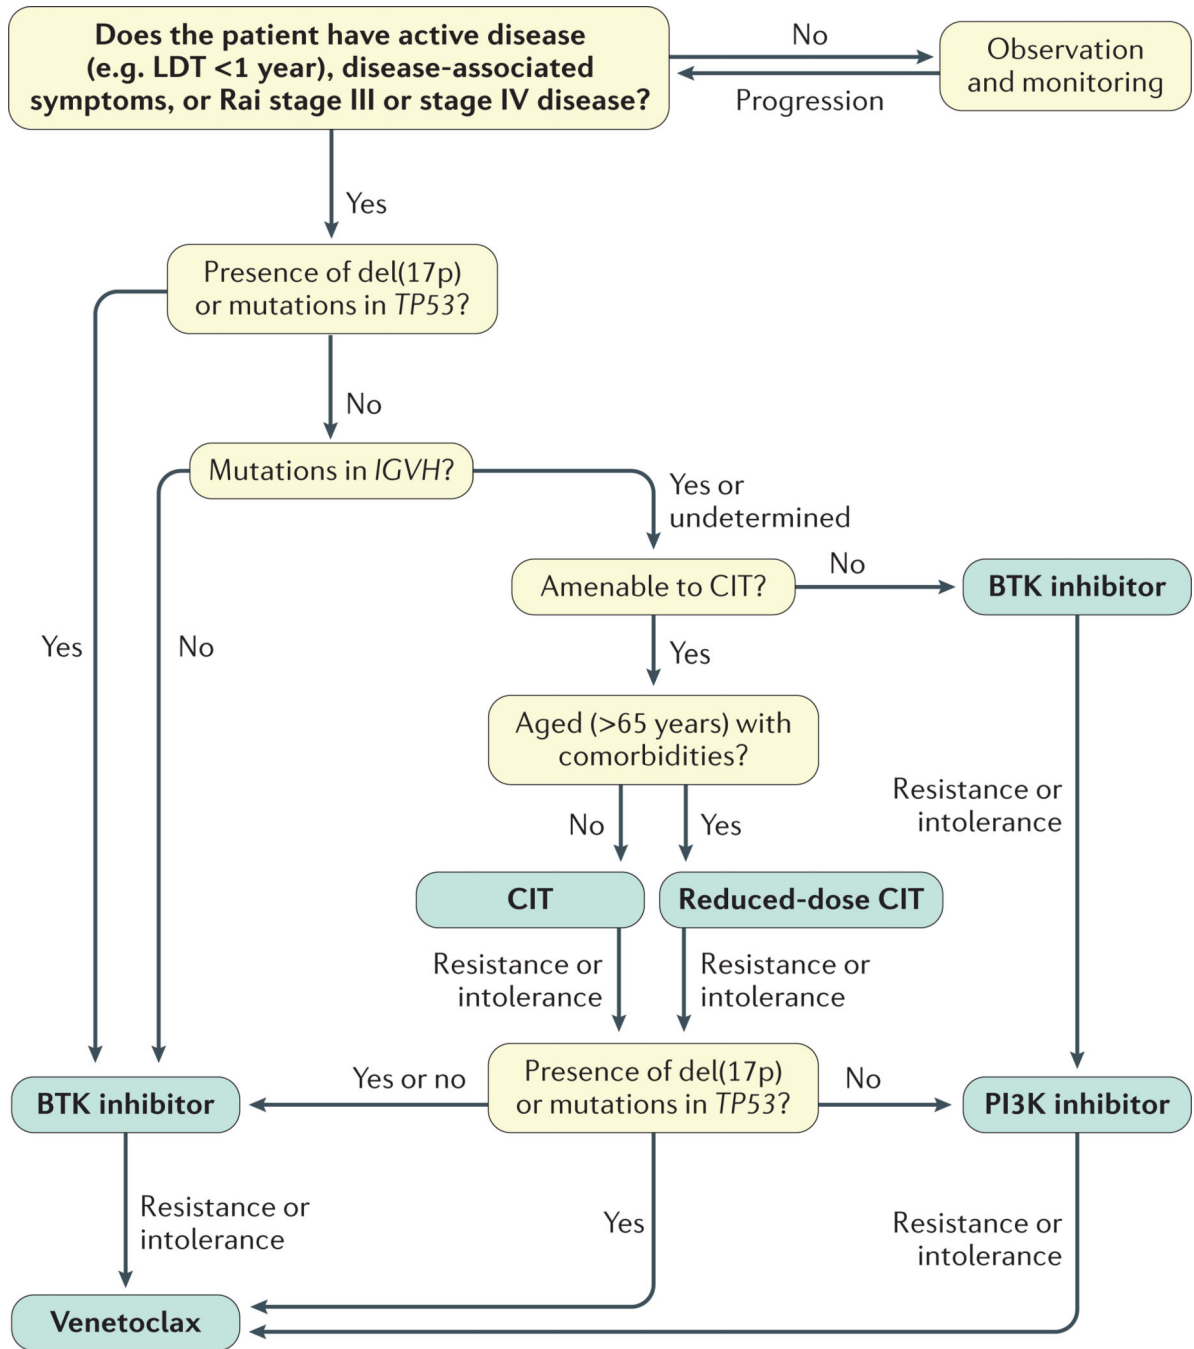 Does the patient have active disease
(e.g. LDT <1 year), disease-associated
symptoms, or Rai stage III or stage IV disease?
No
Progression
Observation
and monitoring
Yes
Presence of del(17p)
or mutations in TP53?
No
Mutations in IGVH?
Yes or
undetermined
Amenable to CIT?
No
BTK inhibitor
Yes
No
Yes
Aged (>65 years) with
comorbidities?
No
Yes
Resistance or
intolerance
CIT
Reduced-dose CIT
Resistance or
intolerance
Resistance or
intolerance
Presence of del(17p)
or mutations in TP53?
Yes or no
No
BTK inhibitor
PI3K inhibitor
Resistance or
intolerance
Yes
Resistance or
intolerance
Venetoclax